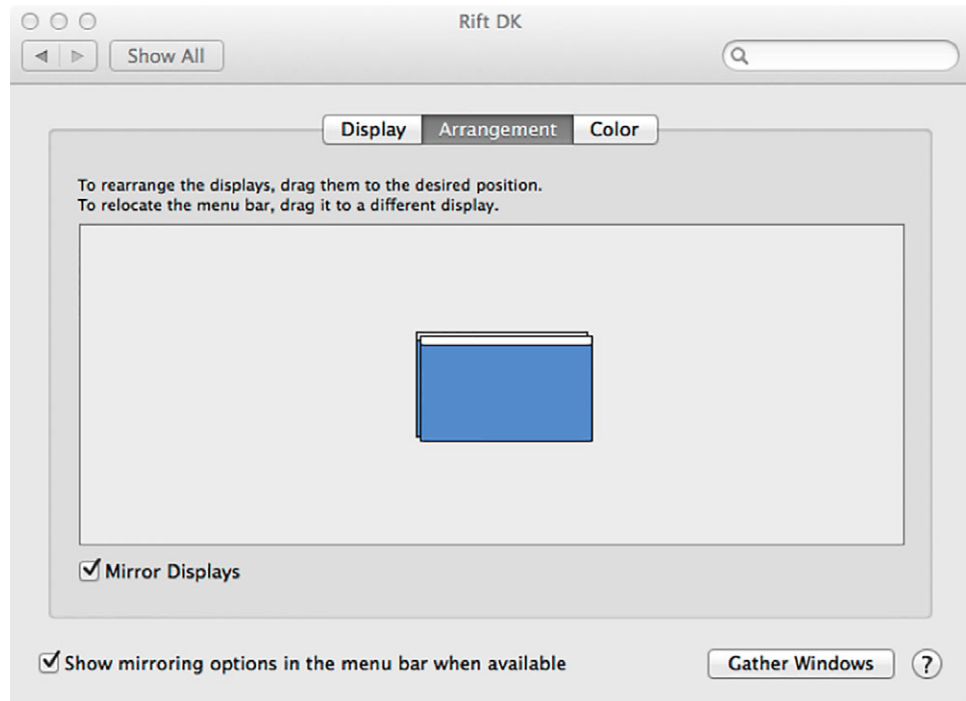 Rift DK
Show All
Display Arrangement Color
To rearrange the displays, drag them to the desired position.
To relocate the menu bar, drag it to a different display.
Mirror Displays
Show mirroring options in the menu bar when available
Gather Windows ?